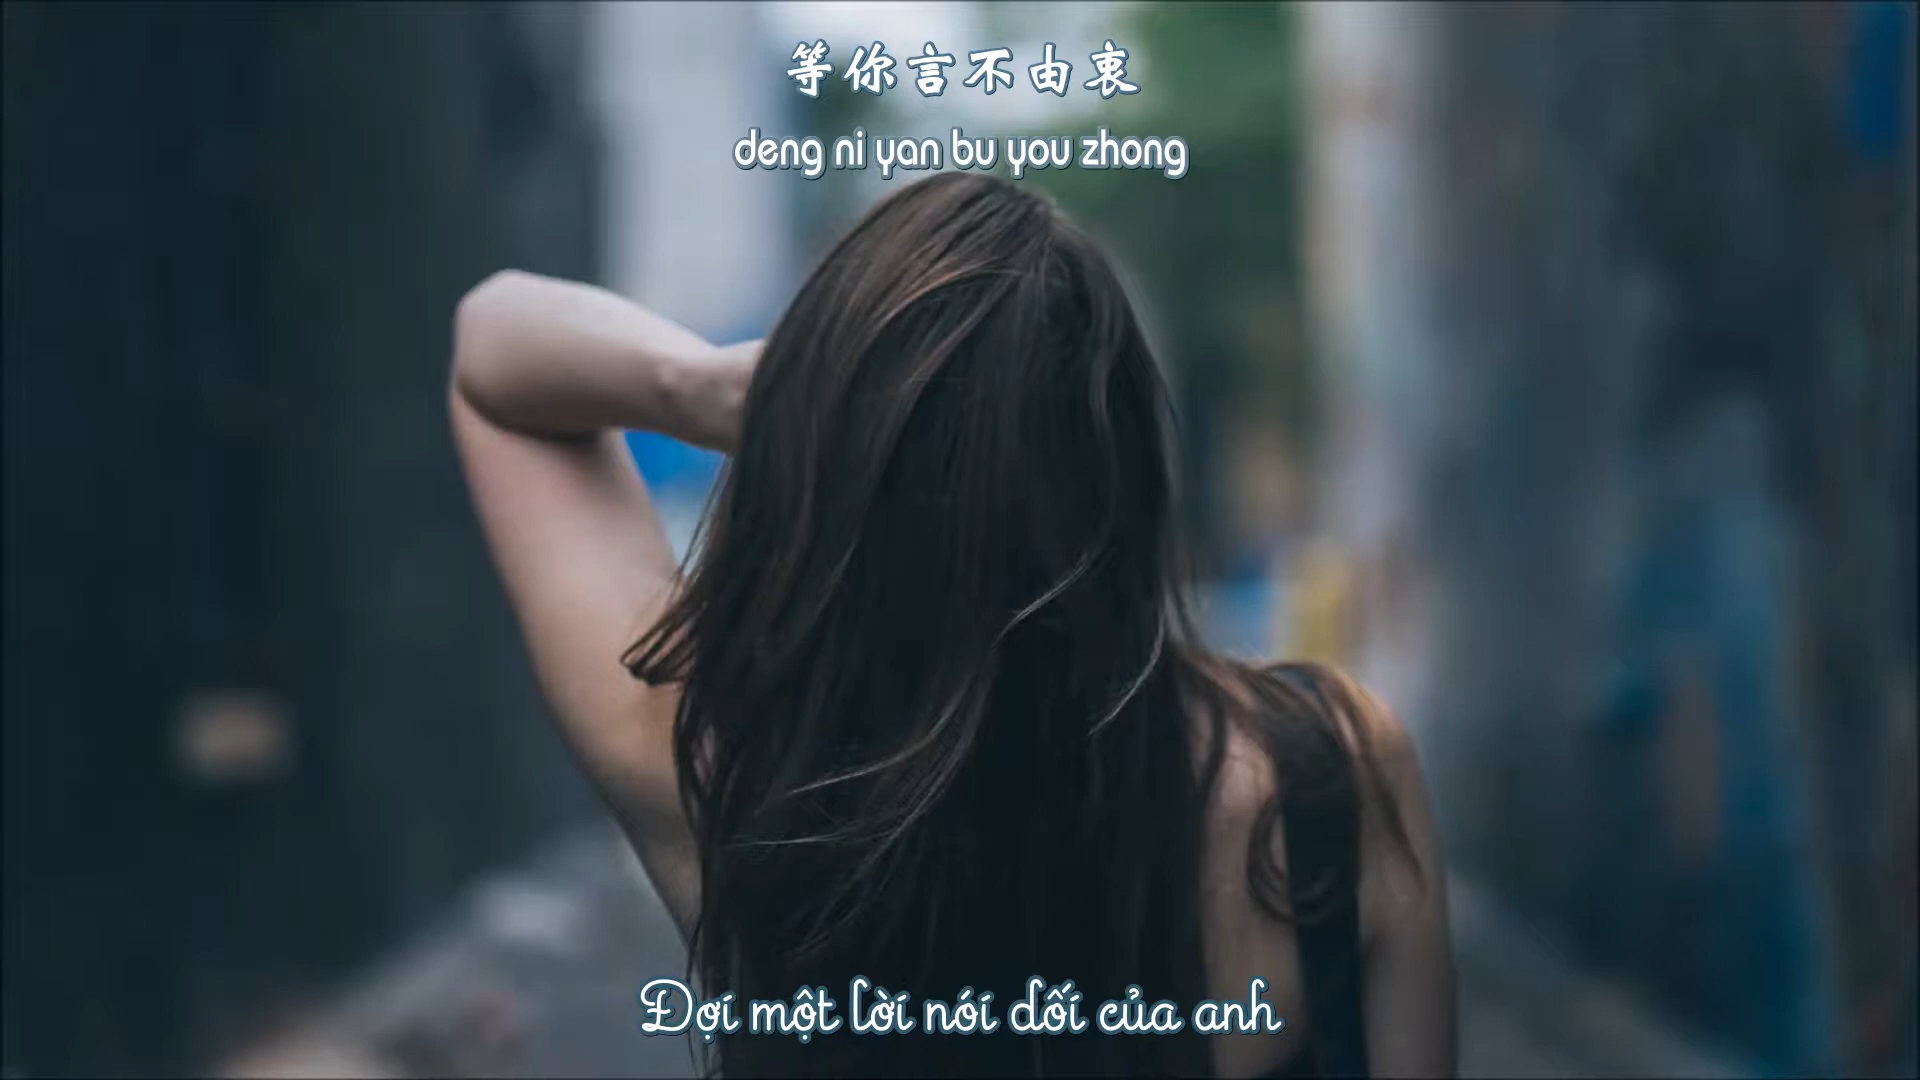 等你言不由衷
deng ni yan bu you zhong
Đợi một lời nói dối của anh